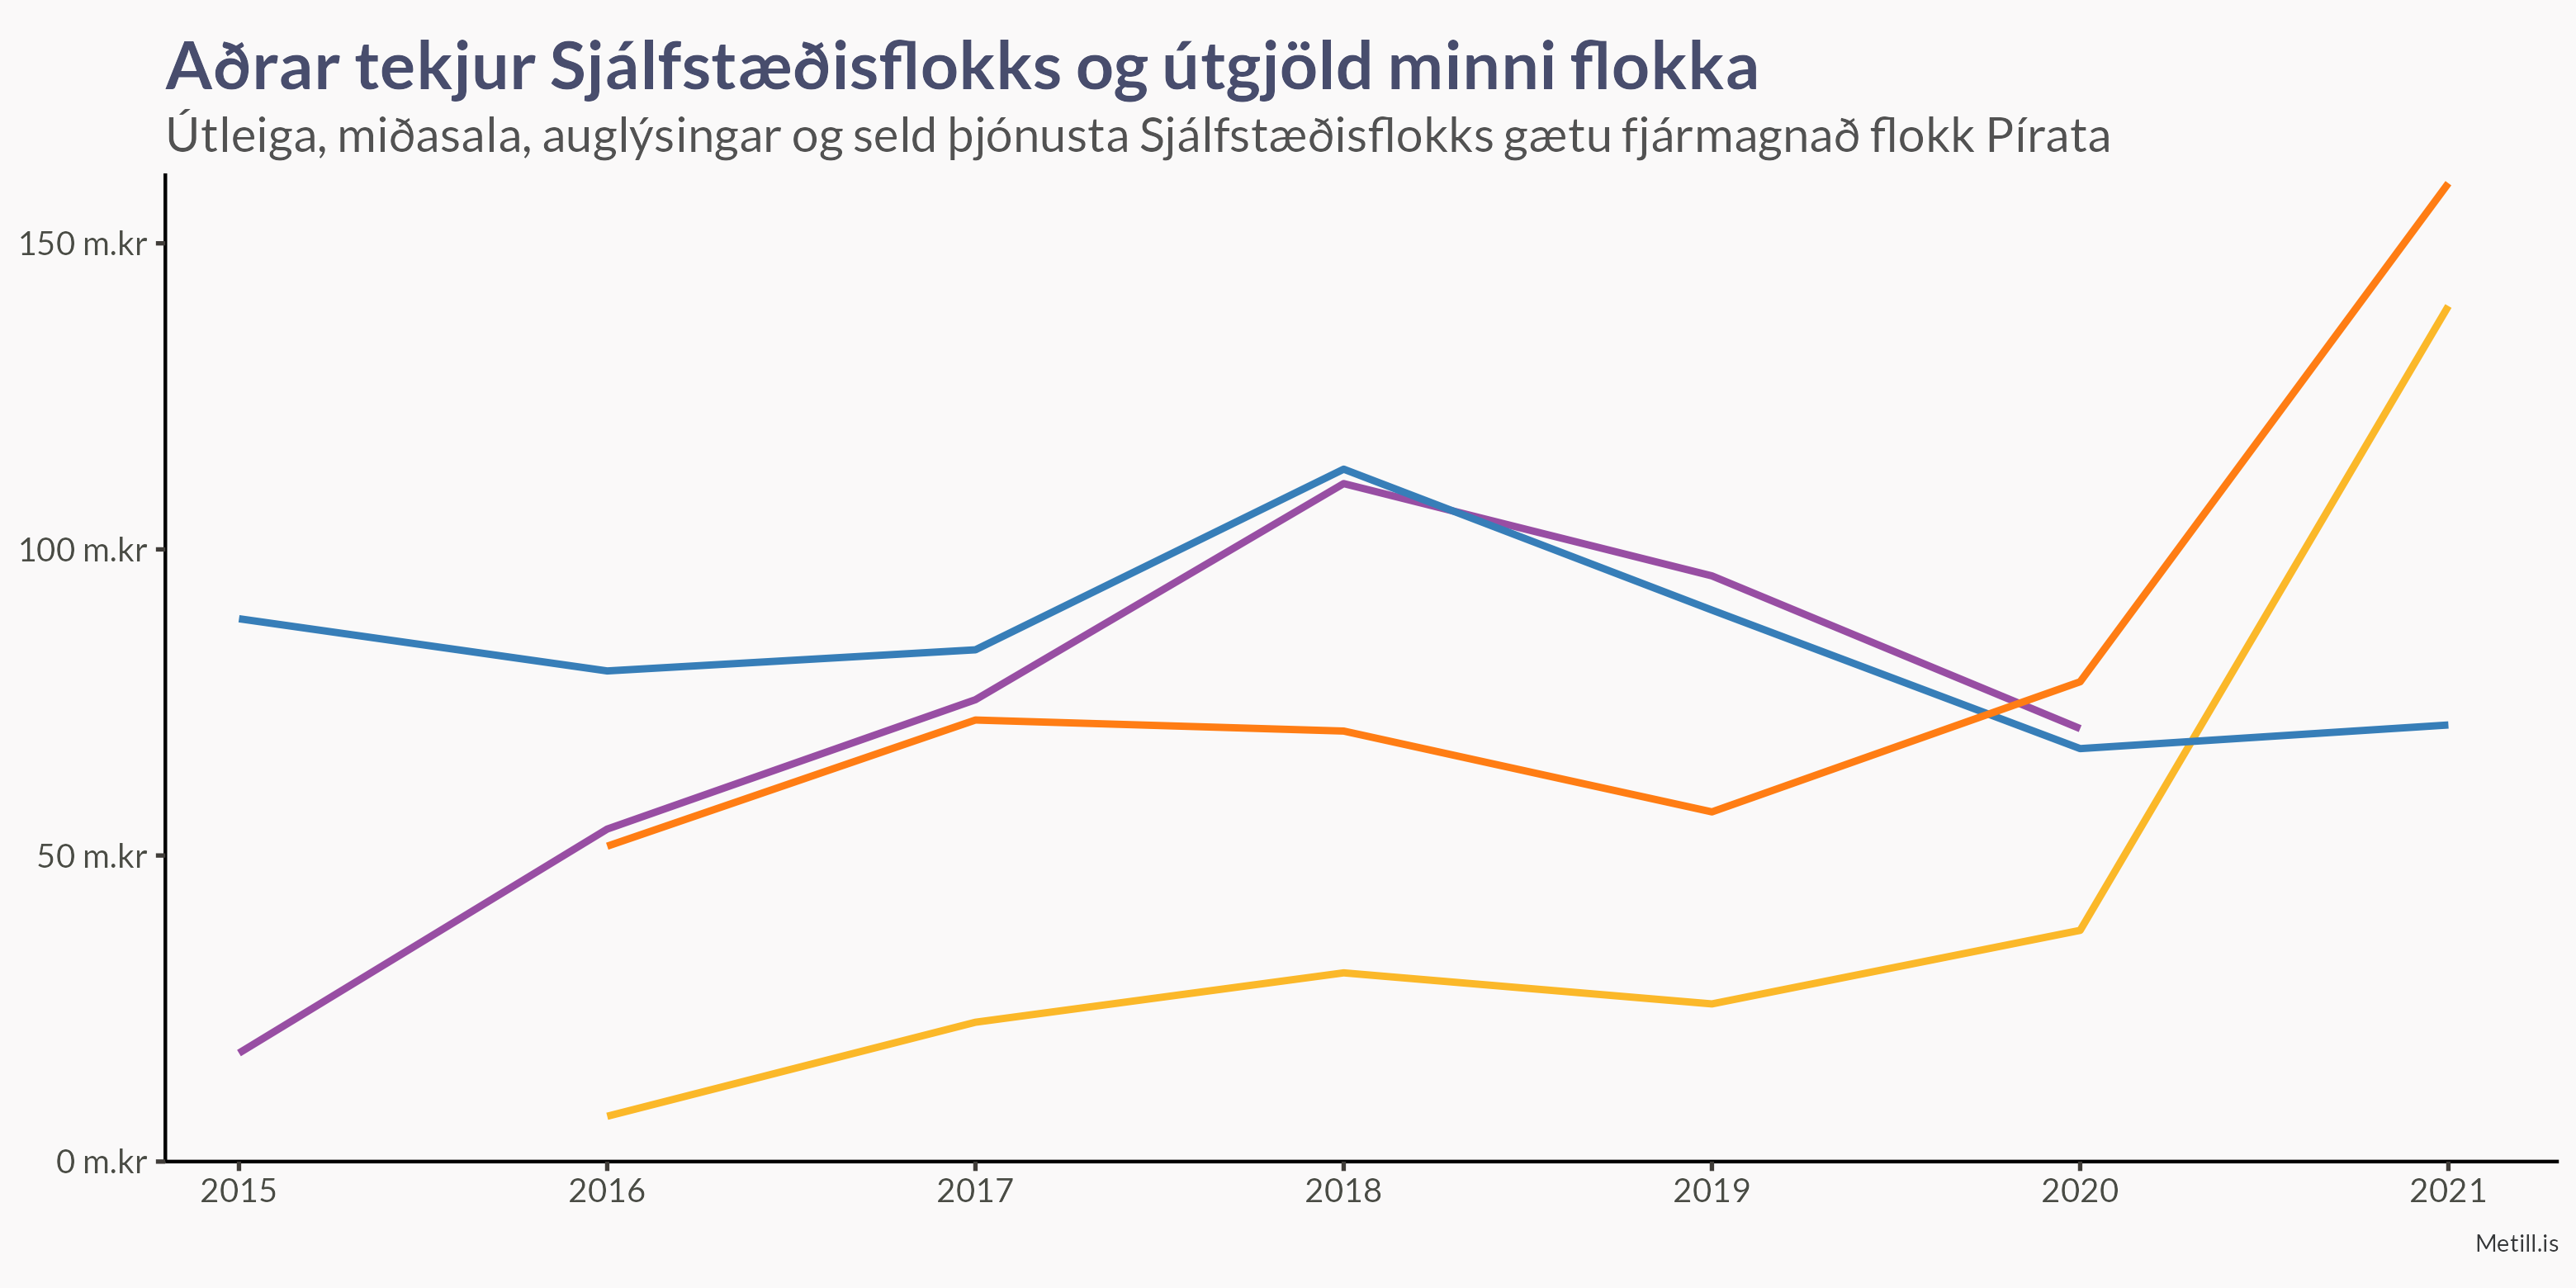 Aðrar tekjur Sjálfstæðisflokks og útgjöld minni flokka
Útleiga, miðasala, auglýsingar og seld þjónusta Sjálfstæðisflokks gætu fjármagnað flokk Pírata
150 m.kr
100 m.kr
50 m.kr
0 m.kr
2015 2016 2017 2018 2019 2020 2021
Metill.is